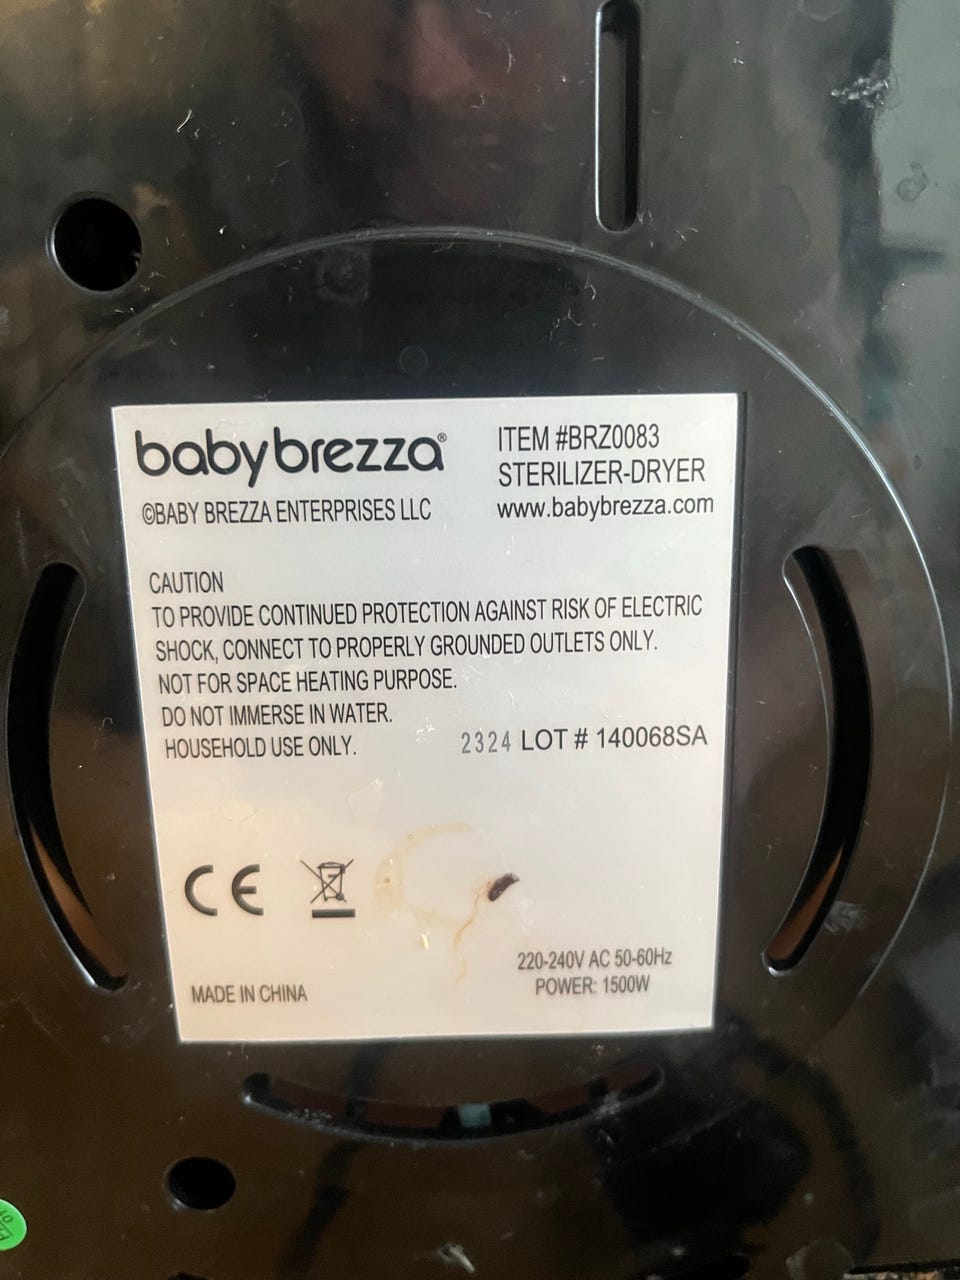 babybrezza®
©BABY BREZZA ENTERPRISES LLC
ITEM #BRZ0083
STERILIZER-DRYER
www.babybrezza.com
CAUTION
TO PROVIDE CONTINUED PROTECTION AGAINST RISK OF ELECTRIC
SHOCK, CONNECT TO PROPERLY GROUNDED OUTLETS ONLY.
NOT FOR SPACE HEATING PURPOSE.
DO NOT IMMERSE IN WATER.
HOUSEHOLD USE ONLY.
2324 LOT # 140068SA
CE
220-240V AC 50-60Hz
POWER: 1500W
MADE IN CHINA